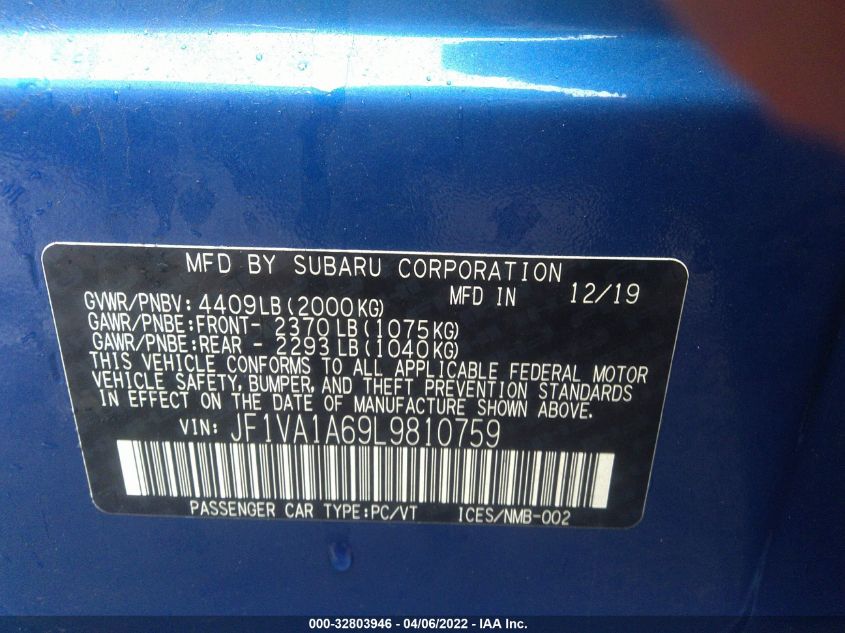 MFD BY SUBARU CORPORATION
GVWR/PNBV: 4409LB(2000KG) MFD IN 12/19
GAWR/PNBE:FRONT- 2370LB(1075KG)
GAWR/PNBE:REAR - 2293LB(1040KG)
THIS VEHICLE CONFORMS TO ALL APPLICABLE FEDERAL MOTOR
VEHICLE SAFETY, BUMPER, AND THEFT PREVENTION STANDARDS
IN EFFECT ON THE DATE OF MANUFACTURE SHOWN ABOVE.
VIN: JF1VA1A69L9810759
PASSENGER CAR TYPE:PC/VT ICES/NMB-002
000-32803946 - 04/06/2022 - IAA Inc.